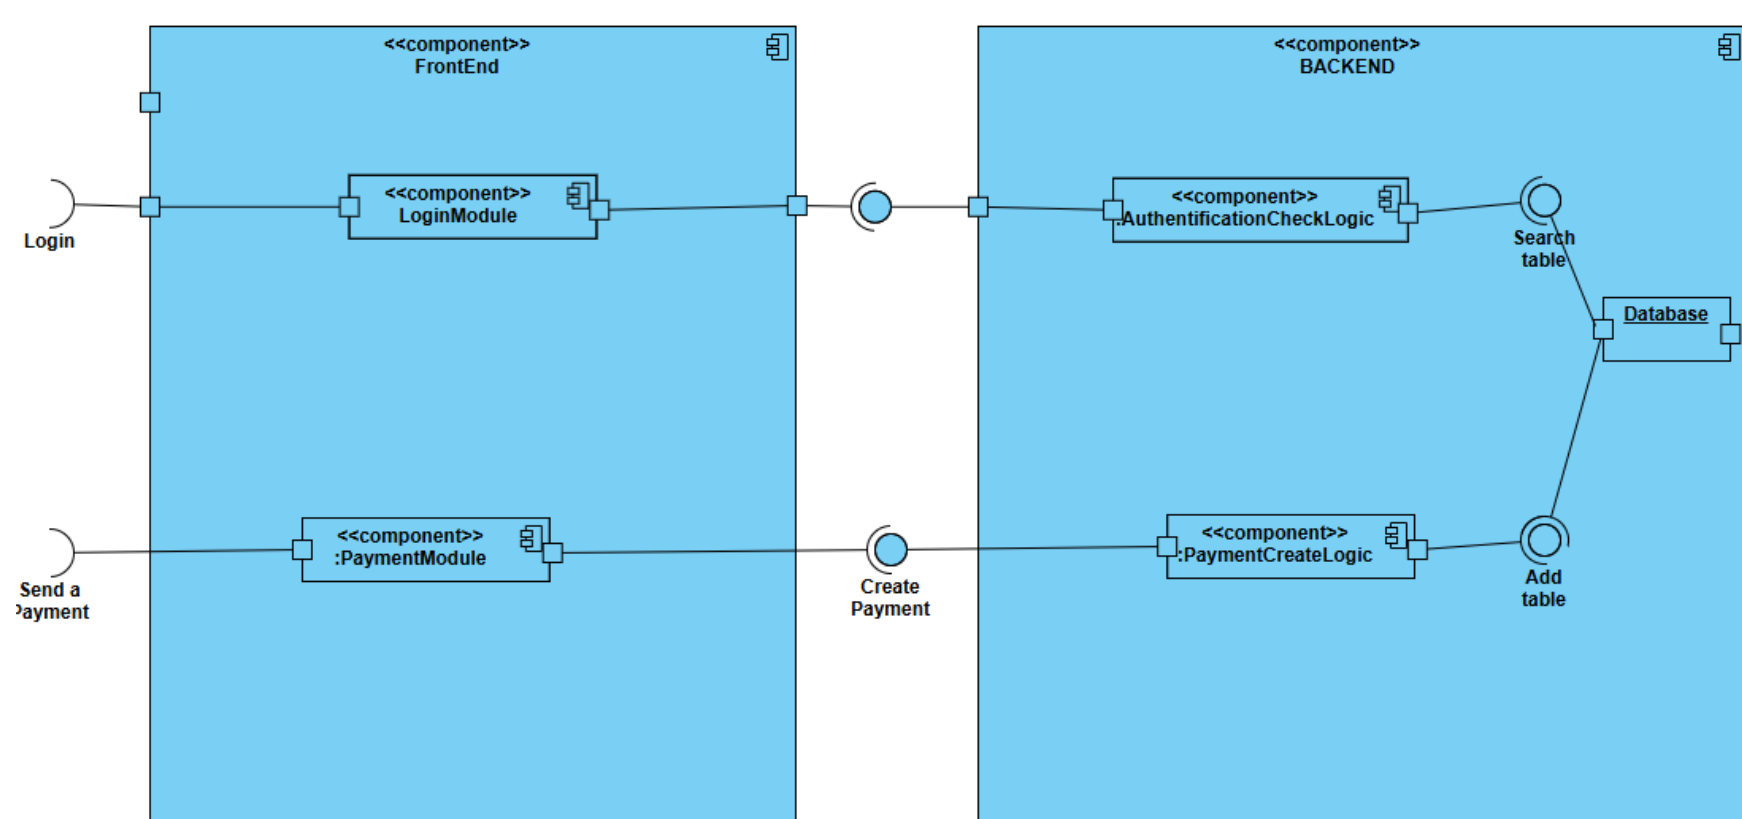 <<component>>
FrontEnd
<<component>>
BACKEND
<<component>>
LoginModule
<<component>>
:AuthentificationCheckLogic
Login
Search
table
Database
<<component>>
:PaymentModule
<<component>>
:PaymentCreateLogic
Send a
Payment
Create
Payment
Add
table